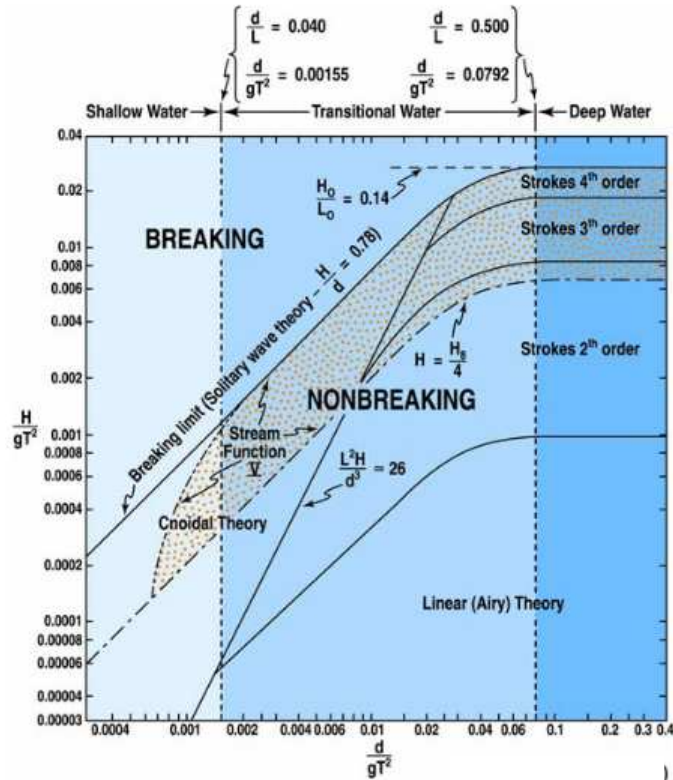 d/L = 0.040
d/L = 0.500
d/gT² = 0.00155
d/gT² = 0.0792
Shallow Water
Transitional Water
Deep Water
0.04
0.02
0.01
0.008
0.006
0.004
0.002
0.001
0.0008
0.0006
0.0004
0.0002
0.0001
0.00008
0.00006
0.00004
0.00003
H/gT²
H₀/L₀ = 0.14
Strokes 4th order
Strokes 3th order
BREAKING
Breaking limit (Solitary wave theory - H/d = 0.78)
H = H_B/4
Strokes 2th order
NONBREAKING
Stream
Function
V
L²H/d³ ≃ 26
Cnoidal Theory
Linear (Airy) Theory
0.0004
0.001
0.002
0.004
0.01
0.02
0.04 0.06
0.1
0.2
0.3 0.4
d/gT²
)